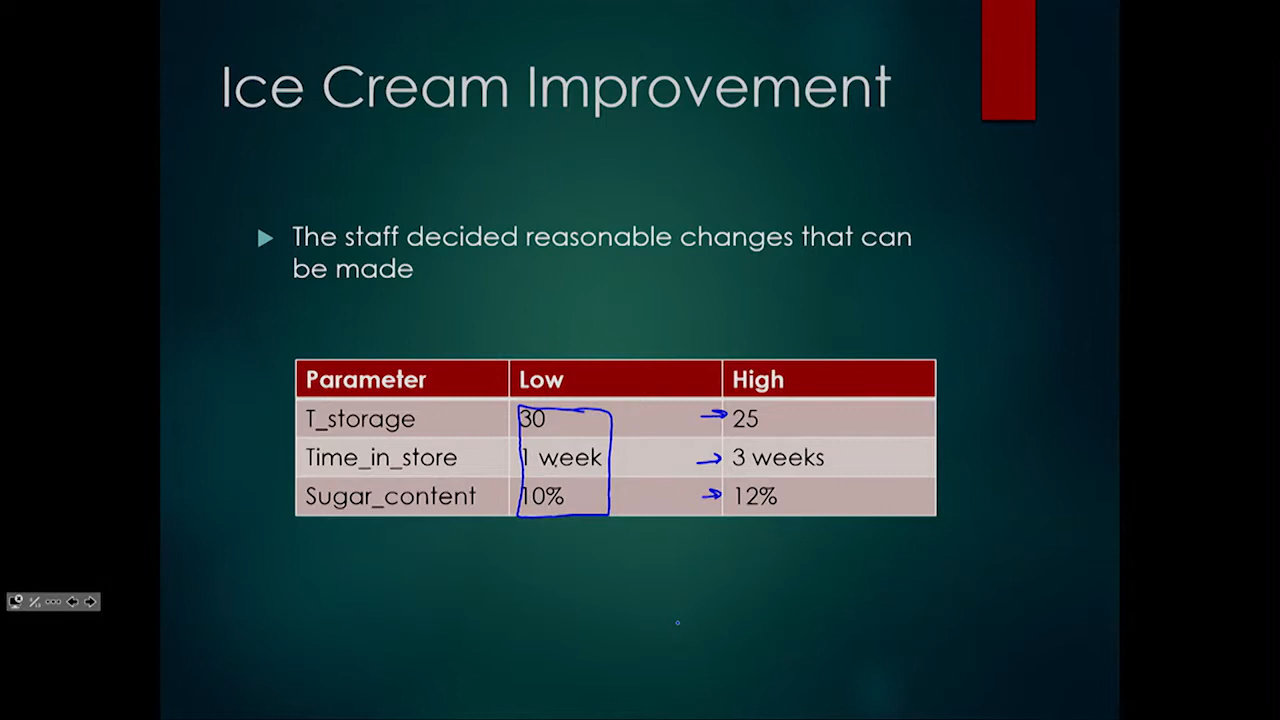 Ice Cream Improvement
The staff decided reasonable changes that can
be made
Parameter Low High
T_storage 30 25
Time_in_store 1 week 3 weeks
Sugar_content 10% 12%